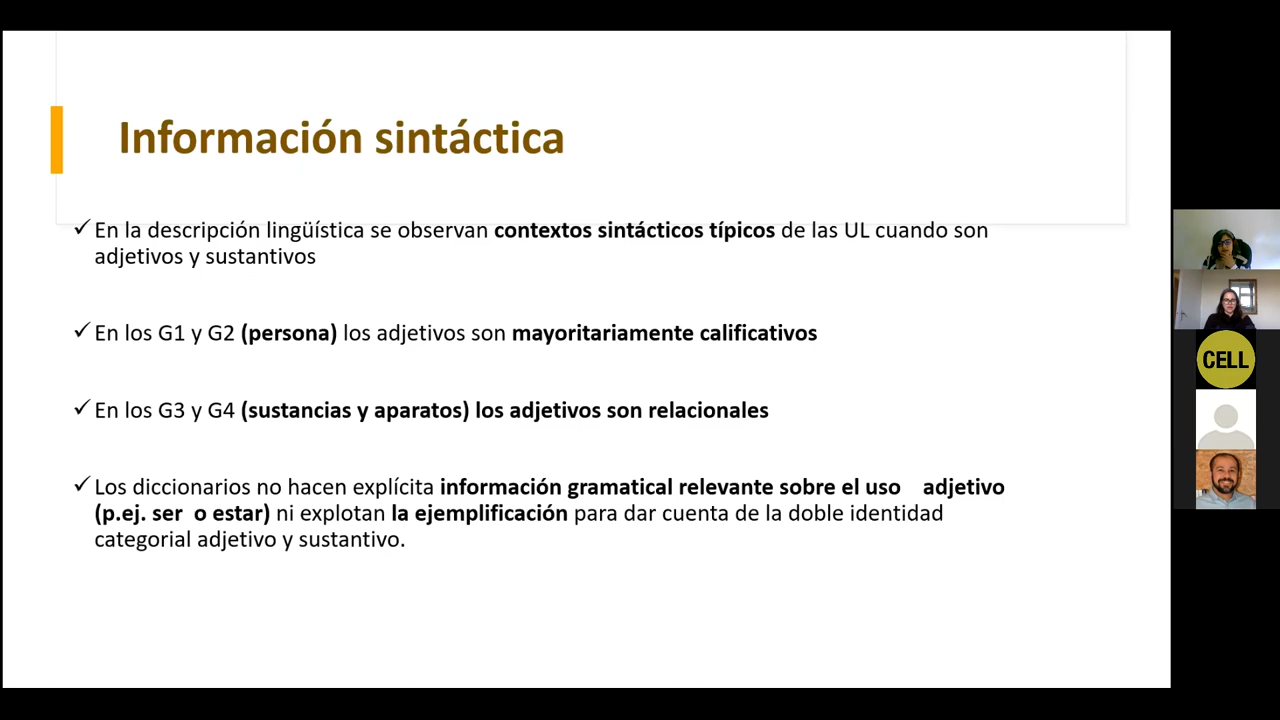 Información sintáctica
✓ En la descripción lingüística se observan contextos sintácticos típicos de las UL cuando son
adjetivos y sustantivos
✓ En los G1 y G2 (persona) los adjetivos son mayoritariamente calificativos
✓ En los G3 y G4 (sustancias y aparatos) los adjetivos son relacionales
✓ Los diccionarios no hacen explícita información gramatical relevante sobre el uso adjetivo
(p.ej. ser o estar) ni explotan la ejemplificación para dar cuenta de la doble identidad
categorial adjetivo y sustantivo.
CELL